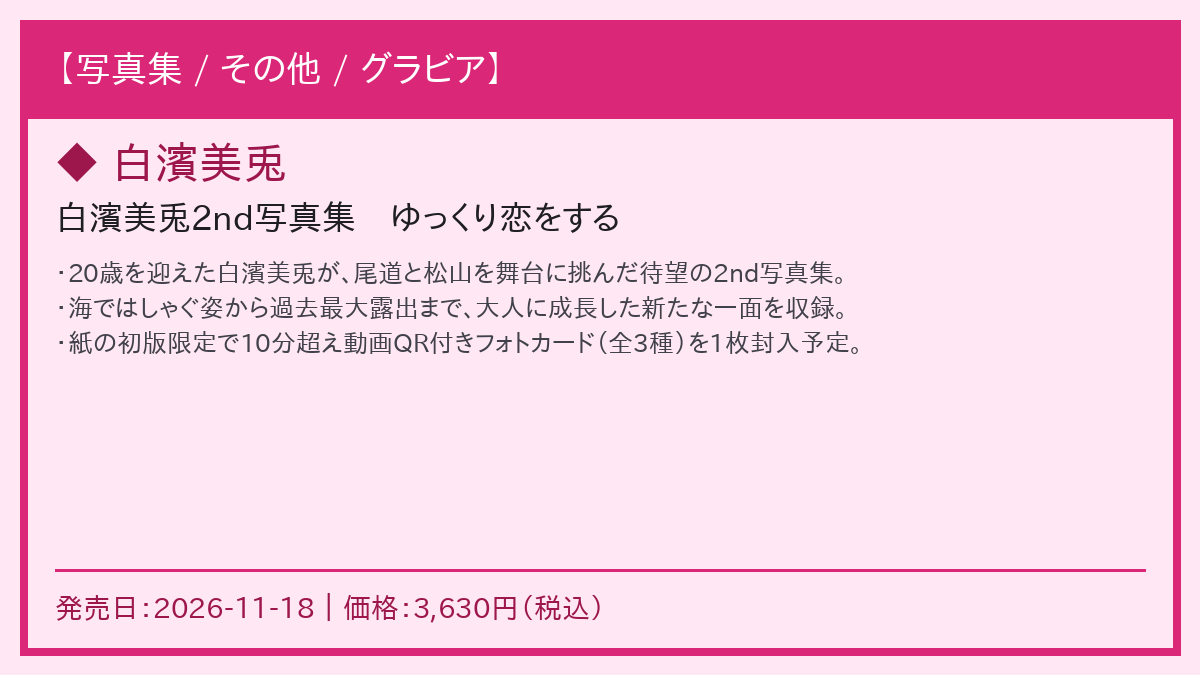 【写真集 / その他 / グラビア】
◆ 白濱美兎
白濱美兎2nd写真集　ゆっくり恋をする
・20歳を迎えた白濱美兎が、尾道と松山を舞台に挑んだ待望の2nd写真集。
・海ではしゃぐ姿から過去最大露出まで、大人に成長した新たな一面を収録。
・紙の初版限定で10分超え動画QR付きフォトカード（全3種）を1枚封入予定。
発売日：2026-11-18｜価格：3,630円（税込）